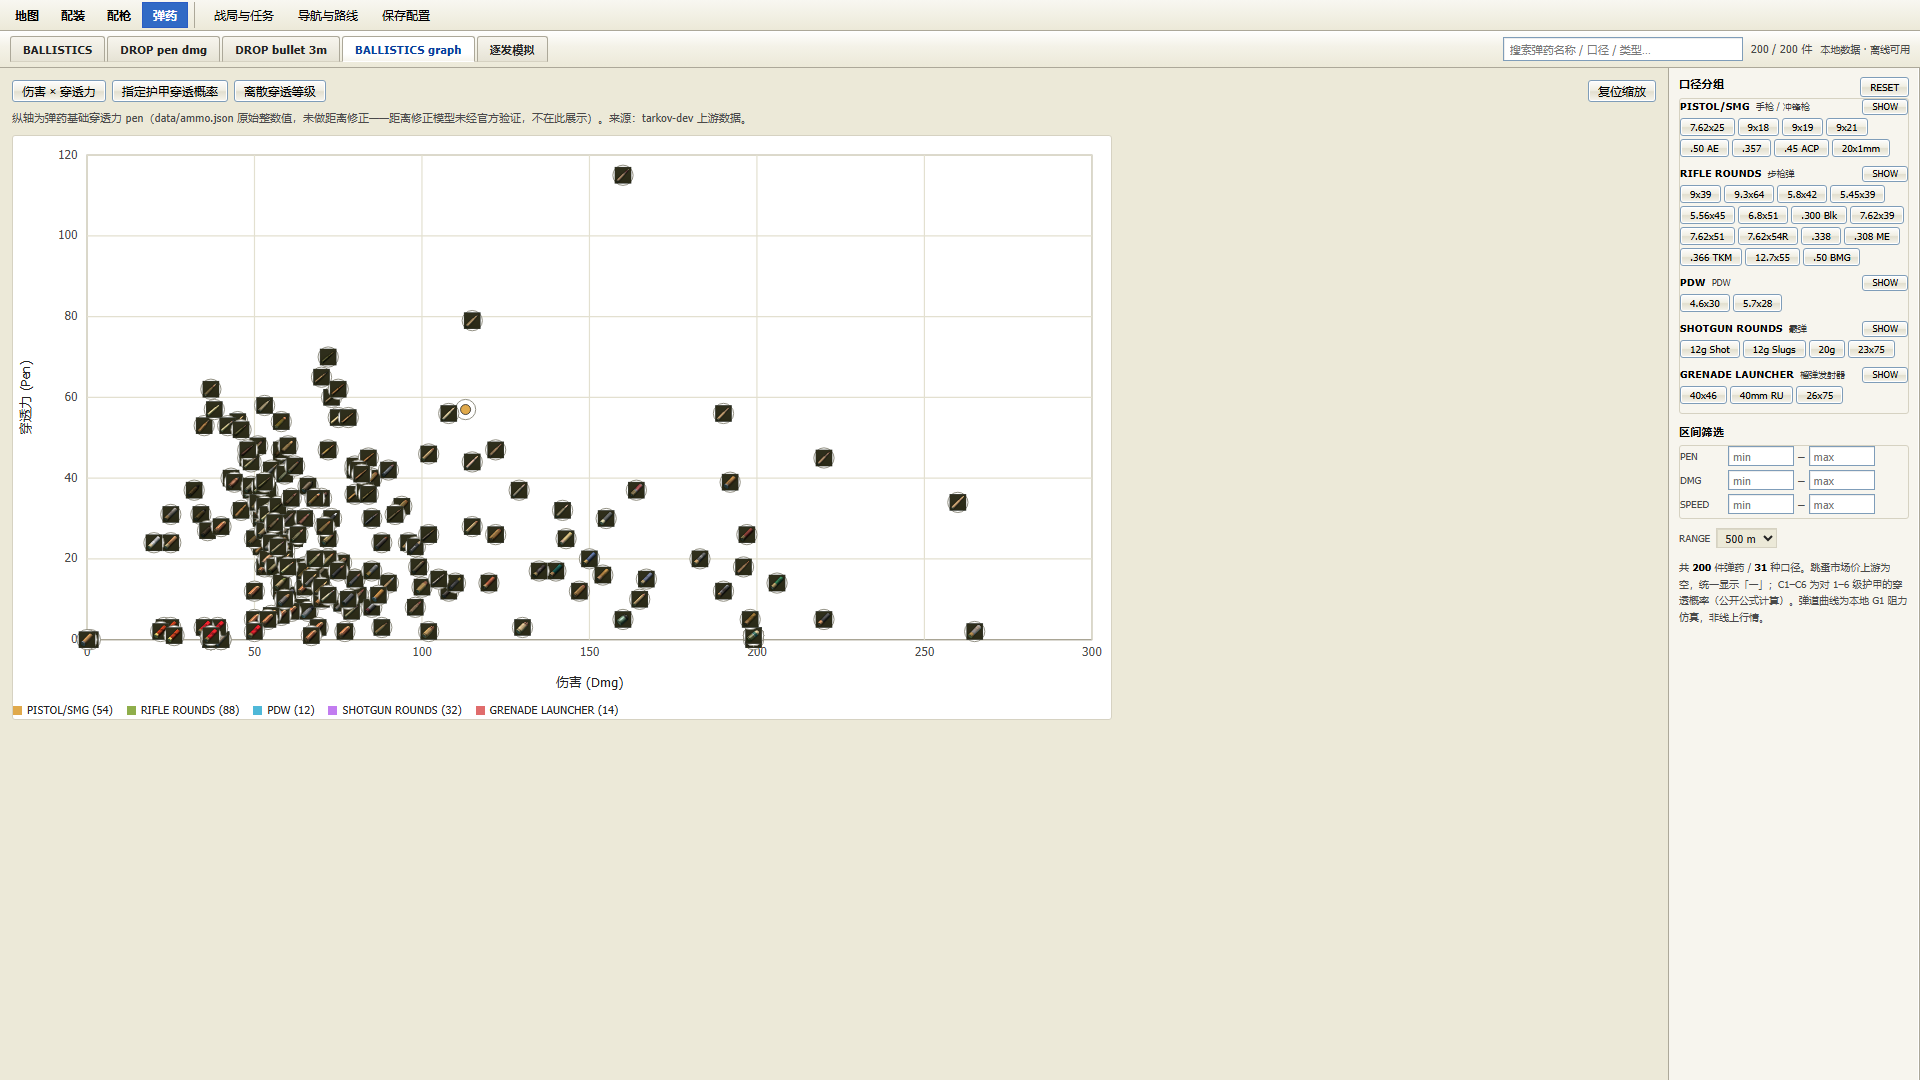 地图 配装 配枪 弹药 战局与任务 导航与路线 保存配置
BALLISTICS DROP pen dmg DROP bullet 3m BALLISTICS graph 逐发模拟 搜索弹药名称 / 口径 / 类型... 200 / 200 件 本地数据 · 离线可用
伤害 × 穿透力 指定护甲穿透概率 离散穿透等级 复位缩放
纵轴为弹药基础穿透力 pen（data/ammo.json 原始整数值，未做距离修正——距离修正模型未经官方验证，不在此展示）。来源：tarkov-dev 上游数据。
120
100
80
60
40
20
0
穿透力 (Pen)
0 50 100 150 200 250 300
伤害 (Dmg)
PISTOL/SMG (54) RIFLE ROUNDS (88) PDW (12) SHOTGUN ROUNDS (32) GRENADE LAUNCHER (14)
口径分组 RESET
PISTOL/SMG 手枪 / 冲锋枪 SHOW
7.62x25 9x18 9x19 9x21
.50 AE .357 .45 ACP 20x1mm
RIFLE ROUNDS 步枪弹 SHOW
9x39 9.3x64 5.8x42 5.45x39
5.56x45 6.8x51 .300 Blk 7.62x39
7.62x51 7.62x54R .338 .308 ME
.366 TKM 12.7x55 .50 BMG
PDW PDW SHOW
4.6x30 5.7x28
SHOTGUN ROUNDS 霰弹 SHOW
12g Shot 12g Slugs 20g 23x75
GRENADE LAUNCHER 榴弹发射器 SHOW
40x46 40mm RU 26x75
区间筛选
PEN min – max
DMG min – max
SPEED min – max
RANGE 500 m
共 200 件弹药 / 31 种口径。跳蚤市场价上游为
空，统一显示「—」；C1–C6 为对 1–6 级护甲的穿
透概率（公开公式计算）。弹道曲线为本地 G1 阻力
仿真，非线上行情。